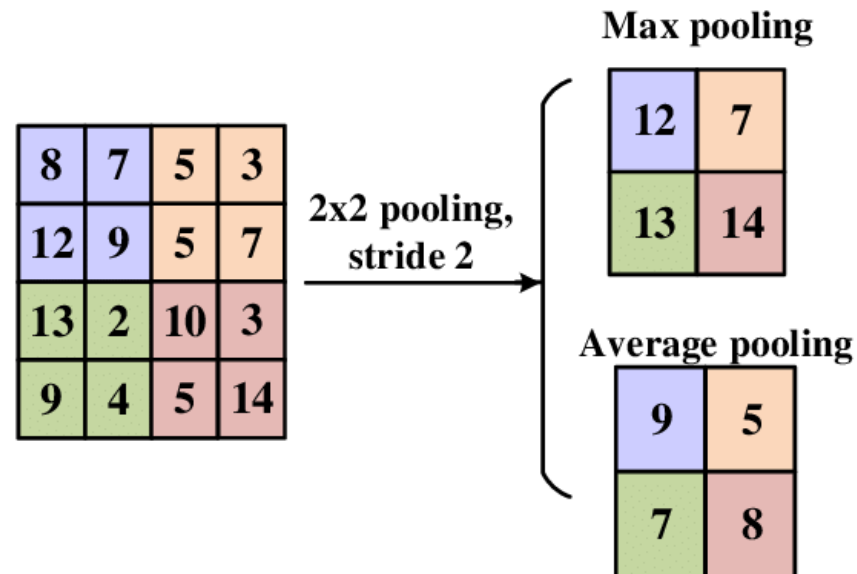 Max pooling
12 7
13 14
8 7 5 3
12 9 5 7
13 2 10 3
9 4 5 14
2x2 pooling,
stride 2
Average pooling
9 5
7 8